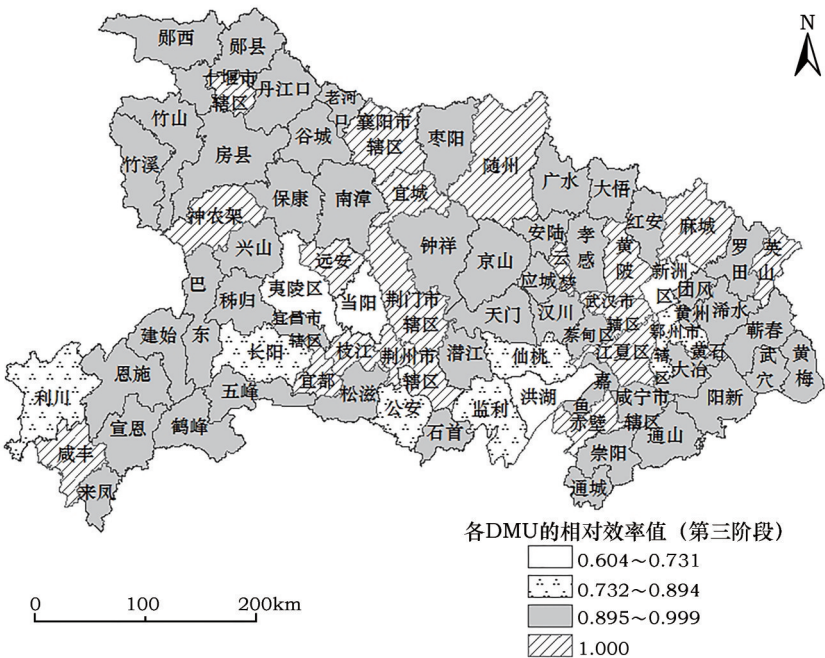 N
郧西
郧县
十堰市
辖区
丹江口
老河
口
襄阳市
辖区
枣阳
随州
竹山
竹溪
房县
谷城
宜城
广水
大悟
保康
南漳
神农架
红安
麻城
兴山
远安
钟祥
京山
安陆
孝
感
云
梦
黄
陂
罗
田
英
山
巴
东
秭归
夷陵区
当阳
荆门市
辖区
应城
新洲
区
团风
武汉市
辖区
黄州
浠水
宜昌市
辖区
天门
汉川
蔡甸区
鄂州市
辖
区
蕲春
建始
长阳
枝江
荆州市
辖区
潜江
仙桃
江夏区
黄石
大冶
武
穴
黄
梅
恩施
利川
五峰
宜都
松滋
公安
监利
洪湖
嘉
鱼
咸宁市
辖区
阳新
宣恩
鹤峰
石首
赤壁
通山
咸丰
崇阳
来凤
通城
各DMU的相对效率值（第三阶段）
0.604～0.731
0.732～0.894
0.895～0.999
1.000
0 100 200km